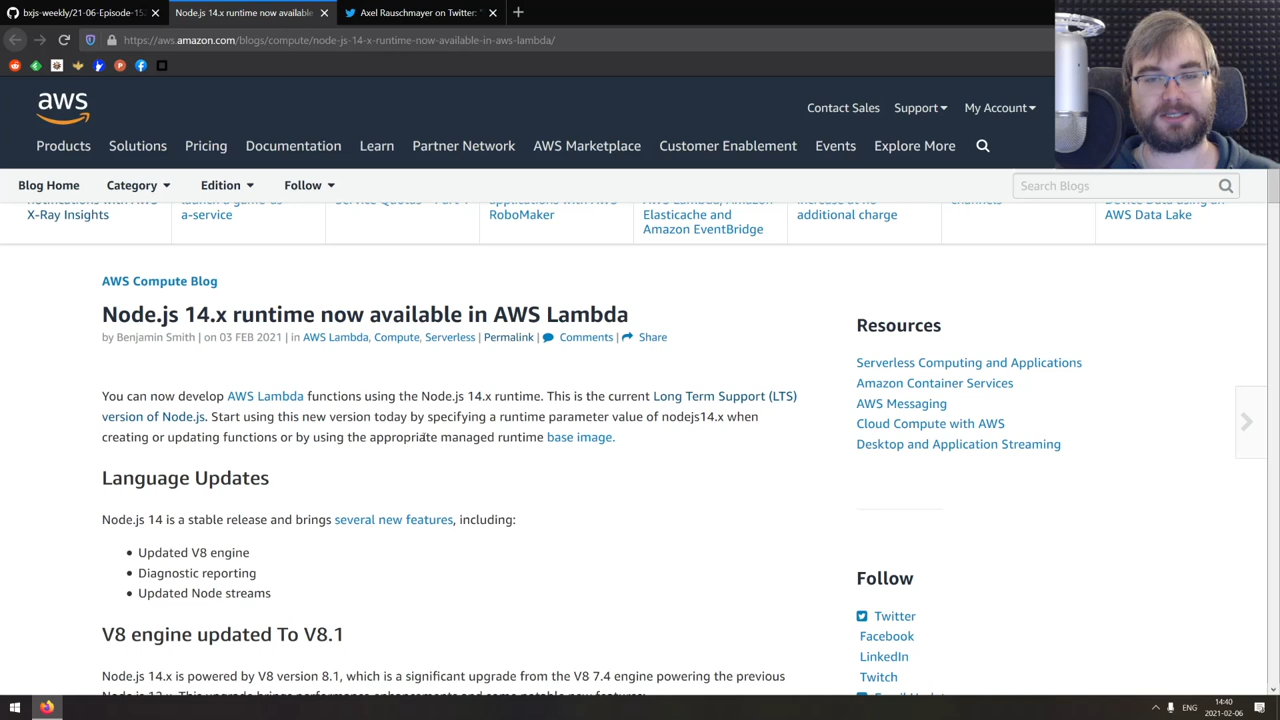 bxjs-weekly/21-06-Episode-15
Node.js 14.x runtime now available
Axel Rauschmayer on Twitter: "
https://aws.amazon.com/blogs/compute/node-js-14-x-runtime-now-available-in-aws-lambda/
aws
Contact Sales Support My Account
Products Solutions Pricing Documentation Learn Partner Network AWS Marketplace Customer Enablement Events Explore More
Blog Home Category Edition Follow Search Blogs
X-Ray Insights
a-service
RoboMaker
Elasticache and
Amazon EventBridge
additional charge
AWS Data Lake
AWS Compute Blog
Node.js 14.x runtime now available in AWS Lambda
by Benjamin Smith | on 03 FEB 2021 | in AWS Lambda, Compute, Serverless | Permalink | Comments | Share
You can now develop AWS Lambda functions using the Node.js 14.x runtime. This is the current Long Term Support (LTS)
version of Node.js. Start using this new version today by specifying a runtime parameter value of nodejs14.x when
creating or updating functions or by using the appropriate managed runtime base image.
Language Updates
Node.js 14 is a stable release and brings several new features, including:
• Updated V8 engine
• Diagnostic reporting
• Updated Node streams
V8 engine updated To V8.1
Node.js 14.x is powered by V8 version 8.1, which is a significant upgrade from the V8 7.4 engine powering the previous
Resources
Serverless Computing and Applications
Amazon Container Services
AWS Messaging
Cloud Compute with AWS
Desktop and Application Streaming
Follow
Twitter
Facebook
LinkedIn
Twitch
ENG
14:40
2021-02-06